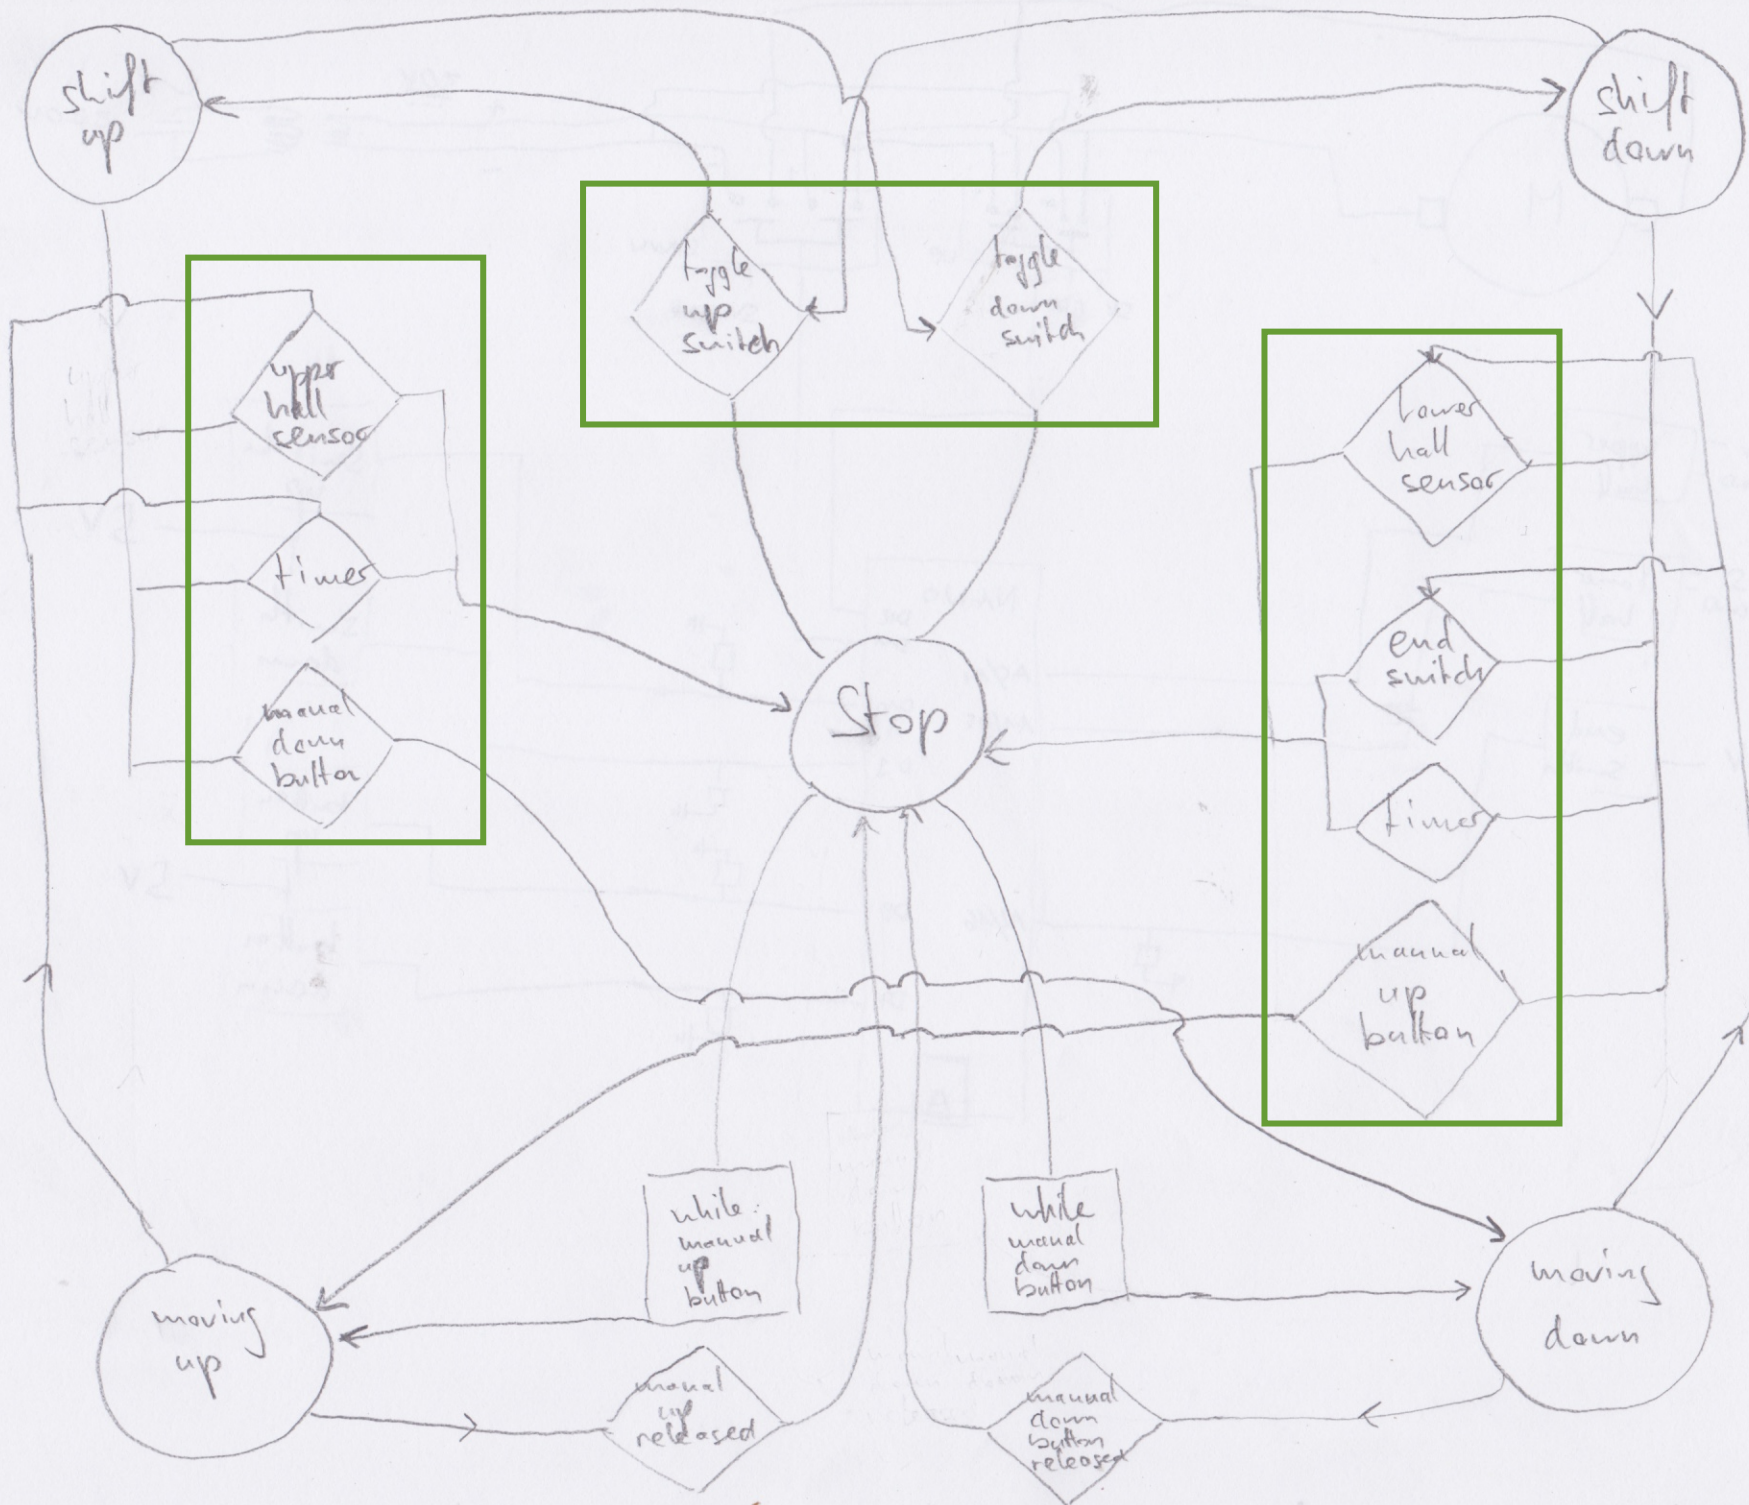 shift
up
shift
down
toggle
up
switch
toggle
down
switch
upper
hall
sensor
timer
manual
down
button
lower
hall
sensor
end
switch
timer
manual
up
button
Stop
while
manual
up
button
while
manual
down
button
moving
up
moving
down
manual
up
released
manual
down
button
released